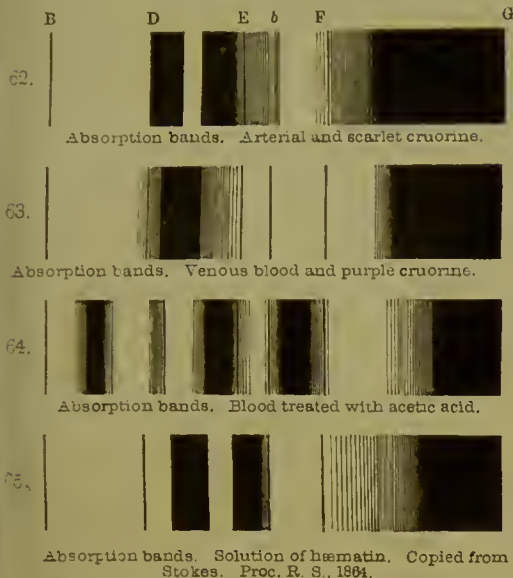 B D E b F G
62.
Absorption bands. Arterial and scarlet cruorine.
63.
Absorption bands. Venous blood and purple cruorine.
64.
Absorption bands. Blood treated with acetic acid.
65.
Absorption bands. Solution of hæmatin. Copied from
Stokes. Proc. R. S., 1864.